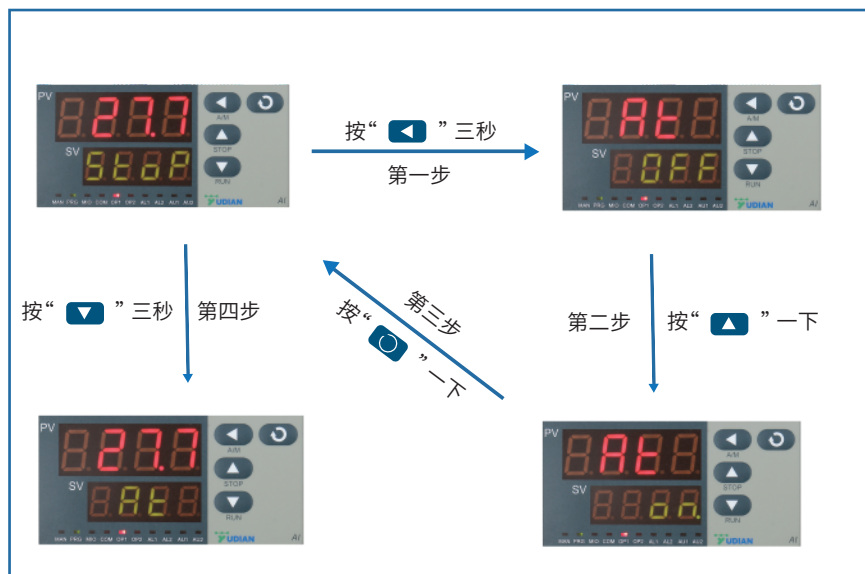 PV
27.7
SV
StoP
A/M
STOP
RUN
MAN PRG MIO COM OP1 OP2 AL1 AL2 AU1 AU2
YUDIAN
AI
按“ ”三秒
第一步
PV
At
SV
OFF
A/M
STOP
RUN
MAN PRG MIO COM OP1 OP2 AL1 AL2 AU1 AU2
YUDIAN
AI
按“ ”三秒
第四步
第三步
按“ ”一下
第二步
按“ ”一下
PV
27.7
SV
At
A/M
STOP
RUN
MAN PRG MIO COM OP1 OP2 AL1 AL2 AU1 AU2
YUDIAN
AI
PV
At
SV
on.
A/M
STOP
RUN
MAN PRG MIO COM OP1 OP2 AL1 AL2 AU1 AU2
YUDIAN
AI